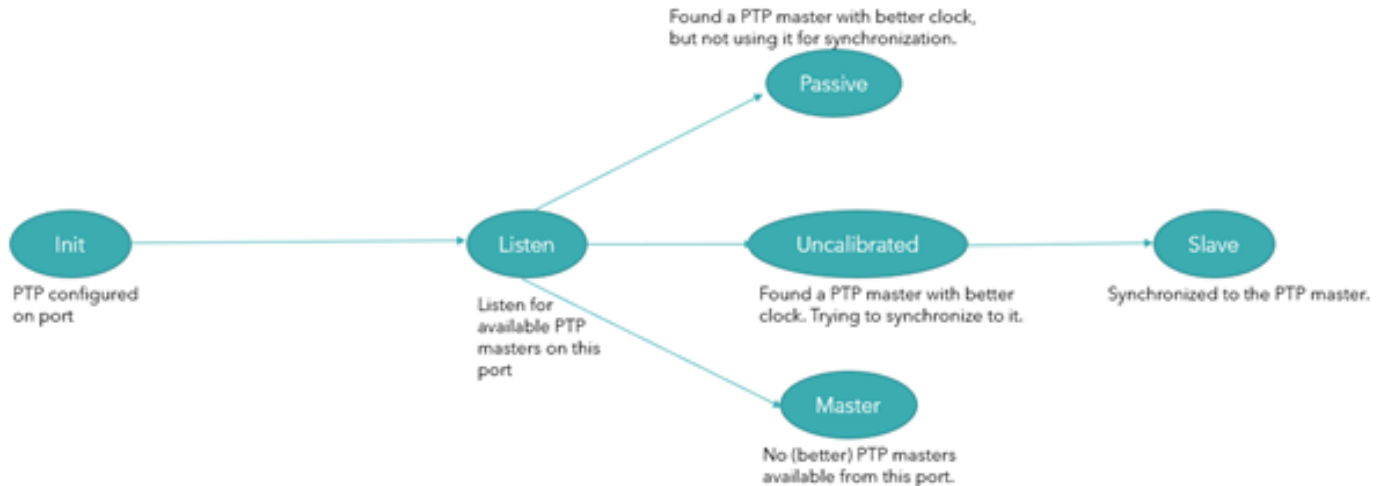 Found a PTP master with better clock,
but not using it for synchronization.
Passive
Init
PTP configured
on port
Listen
Listen for
available PTP
masters on this
port
Uncalibrated
Found a PTP master with better
clock. Trying to synchronize to it.
Slave
Synchronized to the PTP master.
Master
No (better) PTP masters
available from this port.